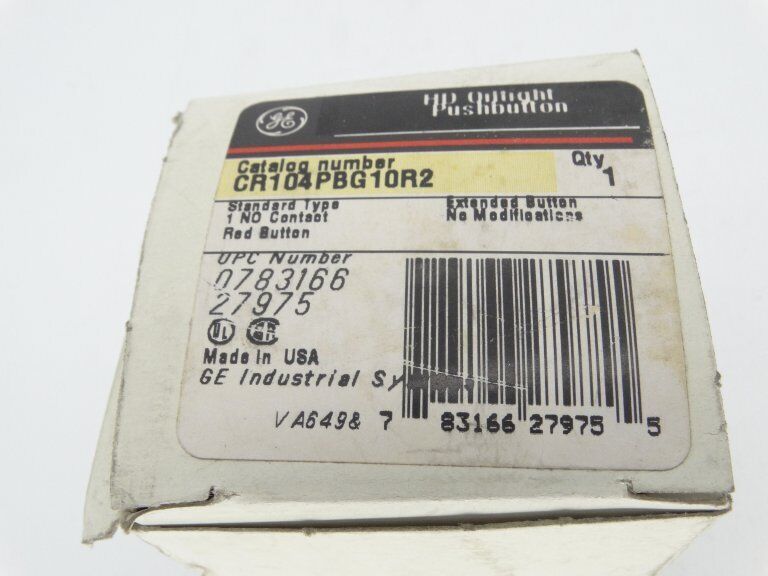 GE
HD Oiltight
Pushbutton
Catalog number
CR104PBG10R2
Qty
1
Standard Type
1 NO Contact
Red Button
Extended Button
No Modifications
UPC Number
0783166
27975
UL
Made in USA
GE Industrial
VA649& 7 83166 27975 5